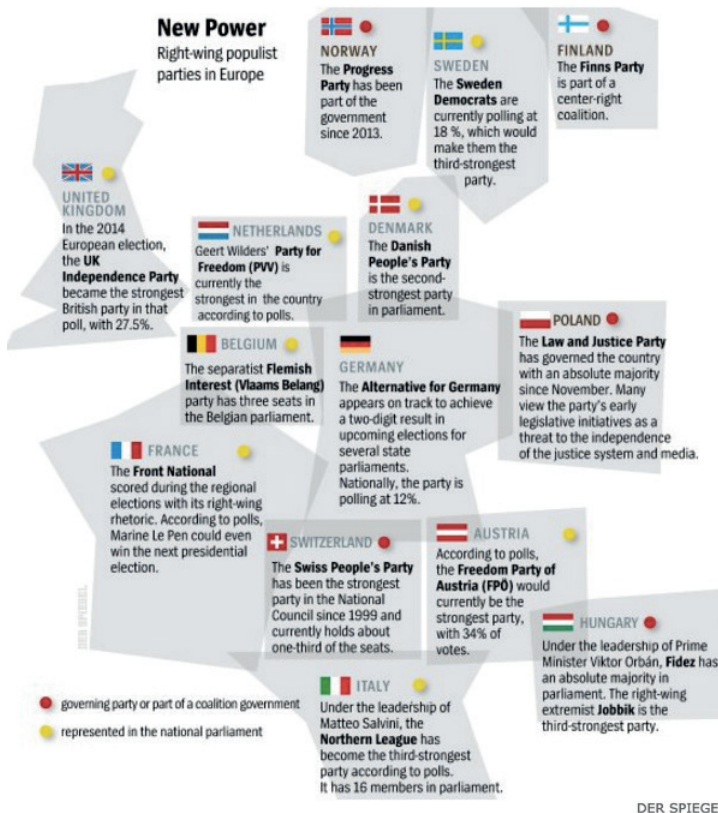 New Power
Right-wing populist
parties in Europe
NORWAY
The Progress
Party has been
part of the
government
since 2013.
SWEDEN
The Sweden
Democrats are
currently polling at
18 %, which would
make them the
third-strongest
party.
FINLAND
The Finns Party
is part of a
center-right
coalition.
UNITED
KINGDOM
In the 2014
European election,
the UK
Independence Party
became the strongest
British party in that
poll, with 27.5%.
NETHERLANDS
Geert Wilders' Party for
Freedom (PVV) is
currently the
strongest in the country
according to polls.
DENMARK
The Danish
People's Party
is the second-
strongest party
in parliament.
BELGIUM
The separatist Flemish
Interest (Vlaams Belang)
party has three seats in
the Belgian parliament.
GERMANY
The Alternative for Germany
appears on track to achieve
a two-digit result in
upcoming elections for
several state
parliaments.
Nationally, the party is
polling at 12%.
POLAND
The Law and Justice Party
has governed the country
with an absolute majority
since November. Many
view the party's early
legislative initiatives as a
threat to the independence
of the justice system and media.
FRANCE
The Front National
scored during the regional
elections with its right-wing
rhetoric. According to polls,
Marine Le Pen could even
win the next presidential
election.
SWITZERLAND
The Swiss People's Party
has been the strongest
party in the National
Council since 1999 and
currently holds about
one-third of the seats.
AUSTRIA
According to polls,
the Freedom Party of
Austria (FPÖ) would
currently be the
strongest party,
with 34% of
votes.
HUNGARY
Under the leadership of Prime
Minister Viktor Orbán, Fidez has
an absolute majority in
parliament. The right-wing
extremist Jobbik is the
third-strongest party.
ITALY
Under the leadership of
Matteo Salvini, the
Northern League has
become the third-strongest
party according to polls.
It has 16 members in parliament.
governing party or part of a coalition government
represented in the national parliament
DER SPIEGEL
DER SPIEGE